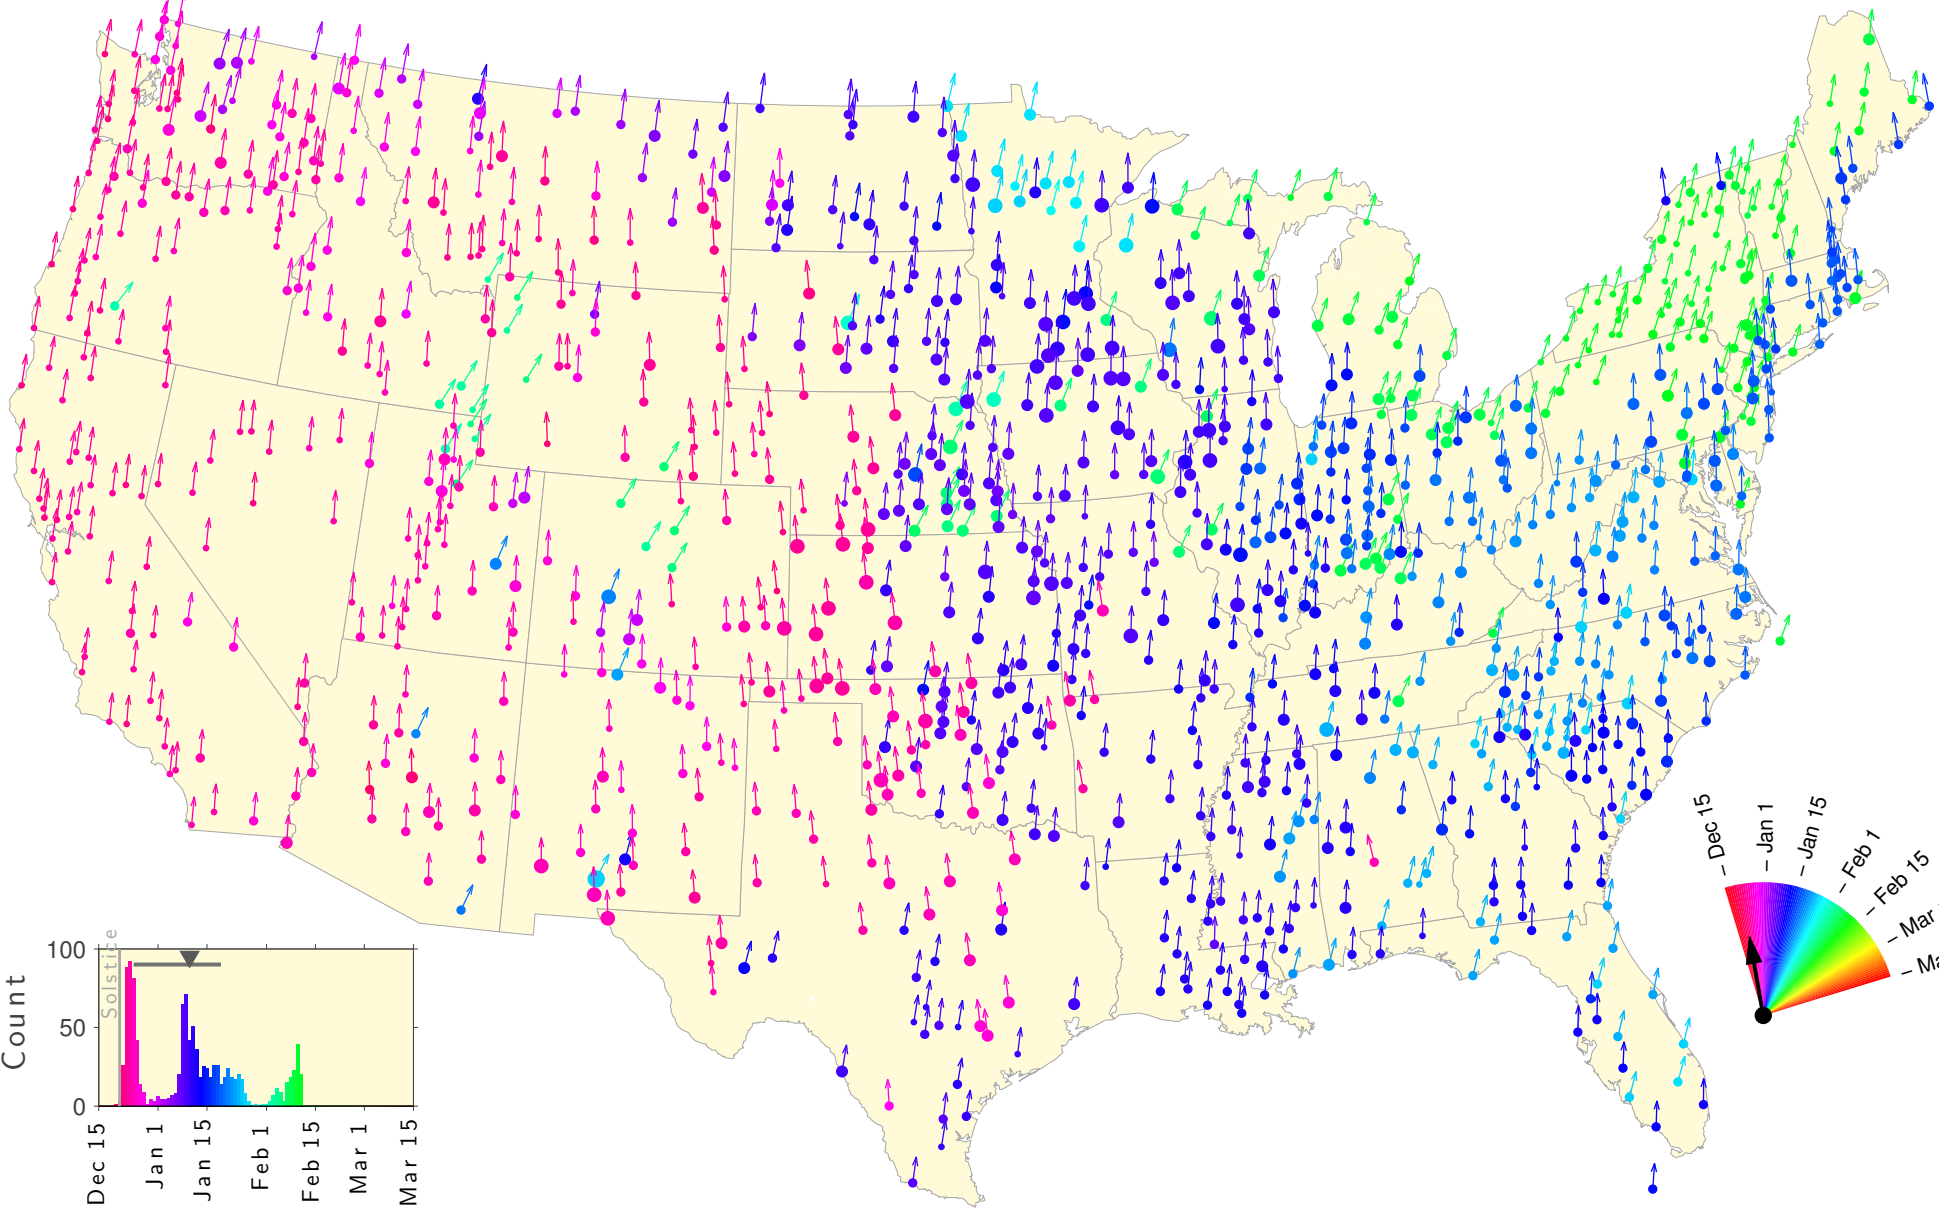 100
50
0
Count
Solstice
Dec 15
Jan 1
Jan 15
Feb 1
Feb 15
Mar 1
Mar 15
– Dec 15
– Jan 1
– Jan 15
– Feb 1
– Feb 15
– Mar
– Ma